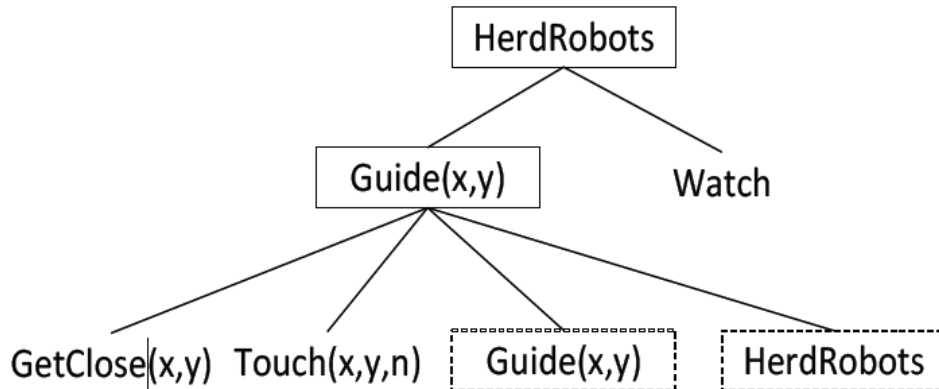 HerdRobots
Guide(x,y)
Watch
GetClose(x,y) Touch(x,y,n) Guide(x,y) HerdRobots